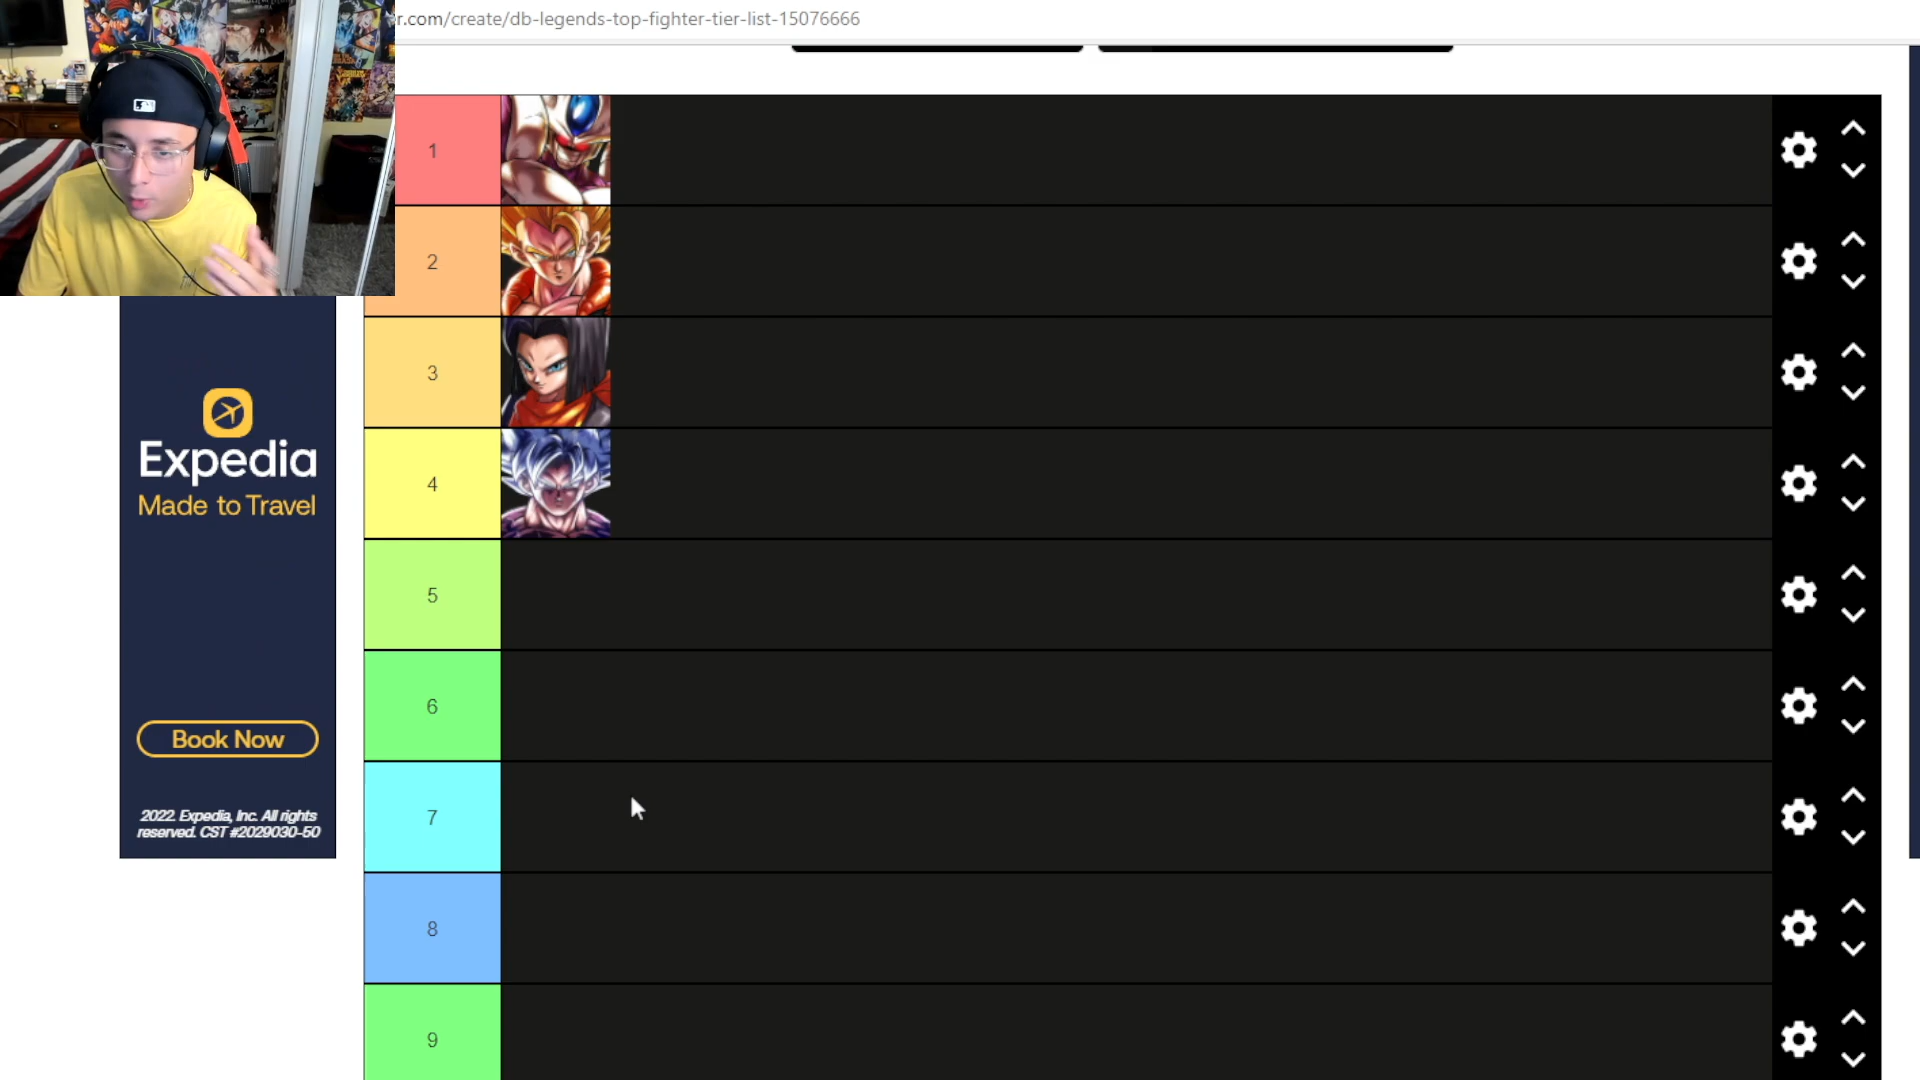 r.com/create/db-legends-top-fighter-tier-list-15076666
1
2
3
4
5
6
7
8
9
Expedia
Made to Travel
Book Now
2022. Expedia, Inc. All rights
reserved. CST #2029030-50